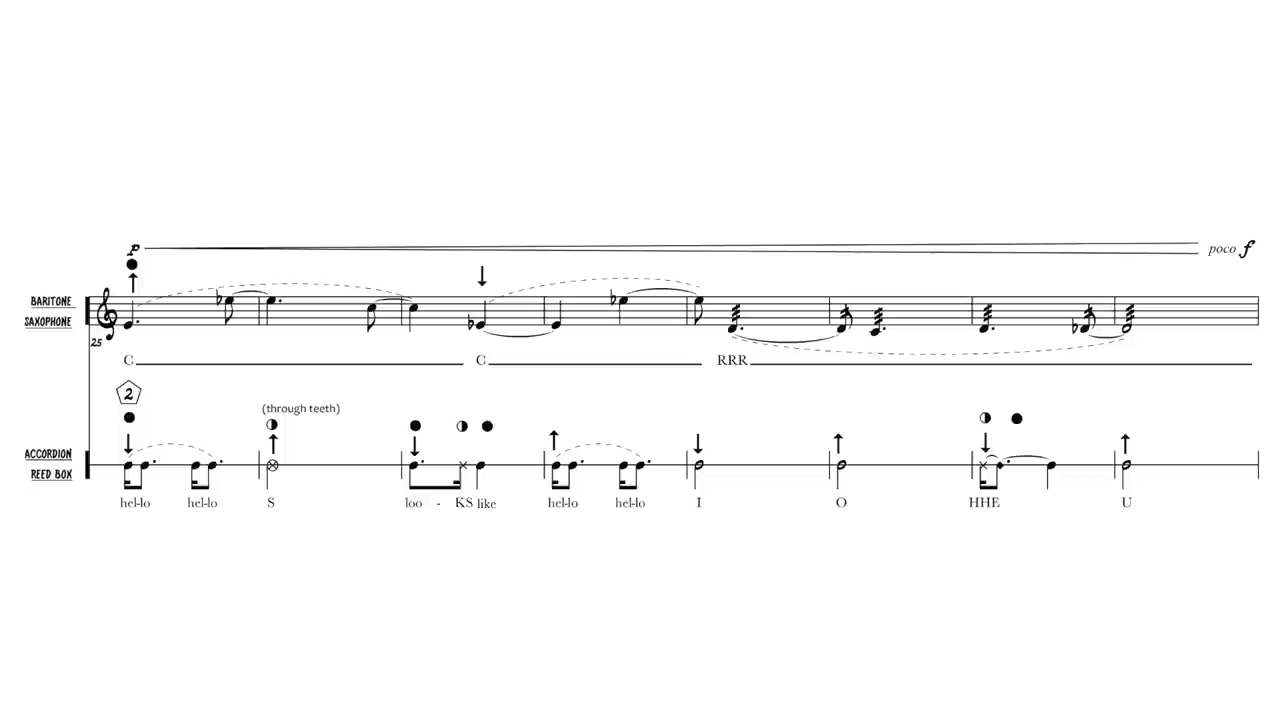 p poco f
BARITONE
SAXOPHONE
25
C C RRR
2
(through teeth)
ACCORDION
REED BOX
hel-lo hel-lo S loo - KS like hel-lo hel-lo I O HHE U